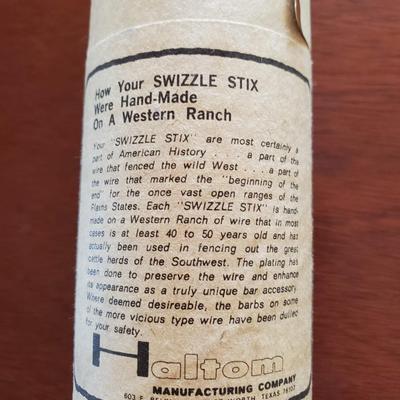 How Your SWIZZLE STIX
Were Hand-Made
On A Western Ranch
Your "SWIZZLE STIX" are most certainly a
part of American History . . . . a part of the
wire that fenced the wild West . . . a part of
the wire that marked the "beginning of the
end" for the once vast open ranges of the
Plains States. Each "SWIZZLE STIX" is hand-
made on a Western Ranch of wire that in most
cases is at least 40 to 50 years old and has
actually been used in fencing out the great
cattle herds of the Southwest. The plating has
been done to preserve the wire and enhance
its appearance as a truly unique bar accessory.
Where deemed desireable, the barbs on some
of the more vicious type wire have been dulled
for your safety.
Haltom
MANUFACTURING COMPANY
603 E. WORTH, TEXAS 76102